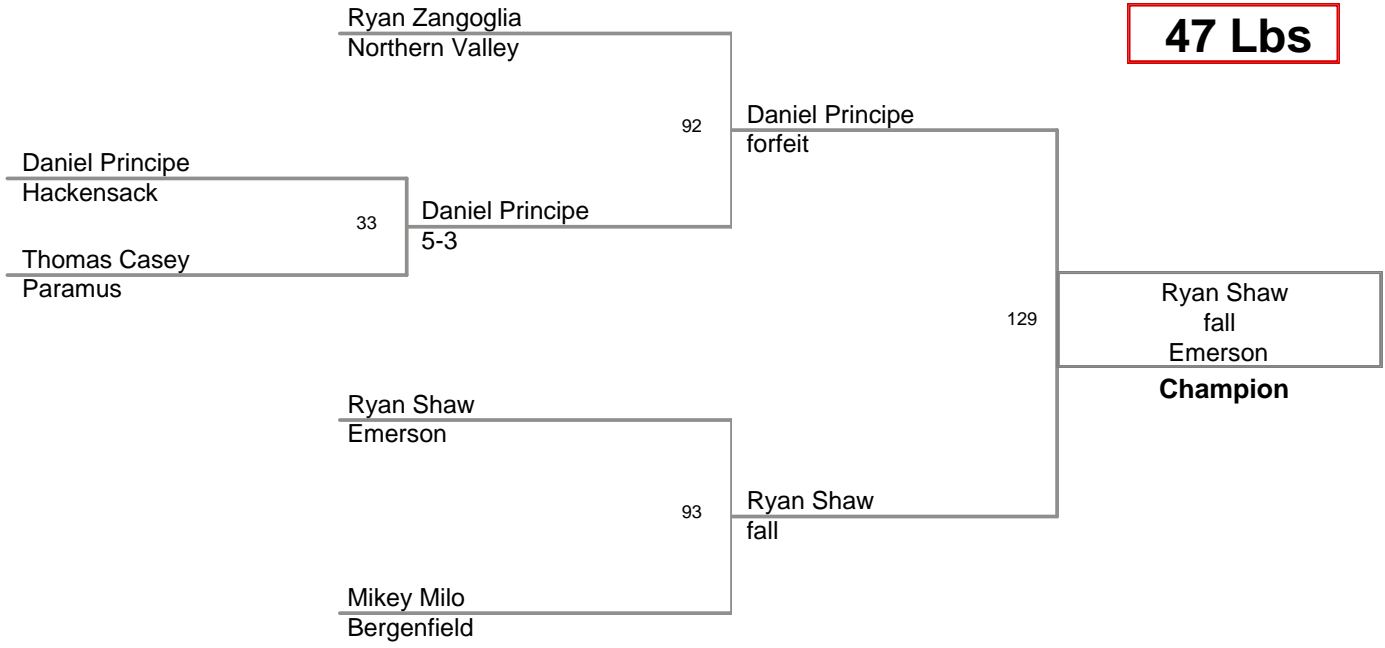 Ryan Zangoglia
Northern Valley
47 Lbs
92
Daniel Principe
forfeit
Daniel Principe
Hackensack
33
Daniel Principe
5-3
Thomas Casey
Paramus
129
Ryan Shaw
fall
Emerson
Champion
Ryan Shaw
Emerson
93
Ryan Shaw
fall
Mikey Milo
Bergenfield